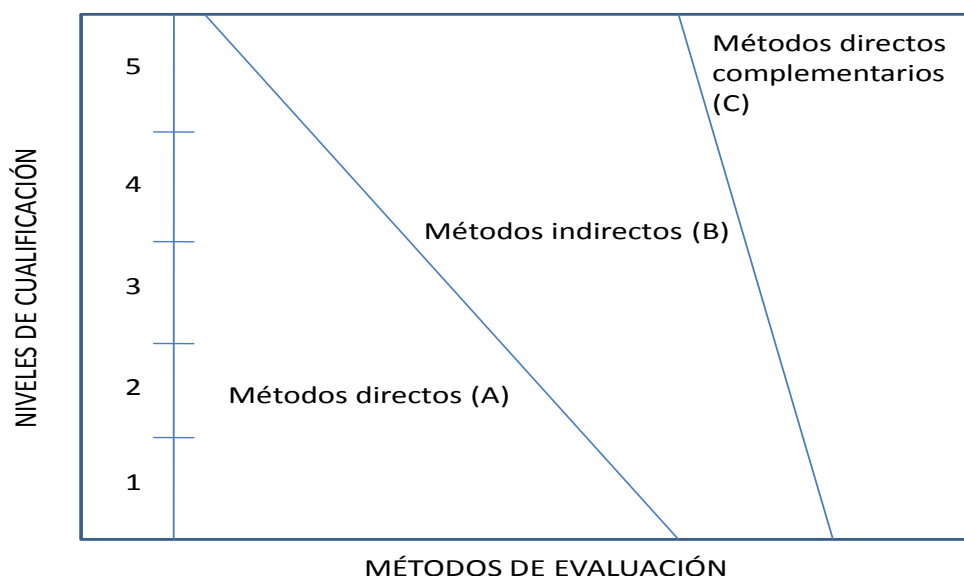 NIVELES DE CUALIFICACIÓN
5
4
3
2
1
Métodos directos
complementarios
(C)
Métodos indirectos (B)
Métodos directos (A)
MÉTODOS DE EVALUACIÓN